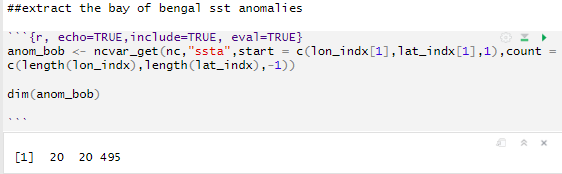 ##extract the bay of bengal sst anomalies
```{r, echo=TRUE,include=TRUE, eval=TRUE}
anom_bob <- ncvar_get(nc,"ssta",start = c(lon_indx[1],lat_indx[1],1),count =
c(length(lon_indx),length(lat_indx),-1))
dim(anom_bob)
```
[1]  20  20 495